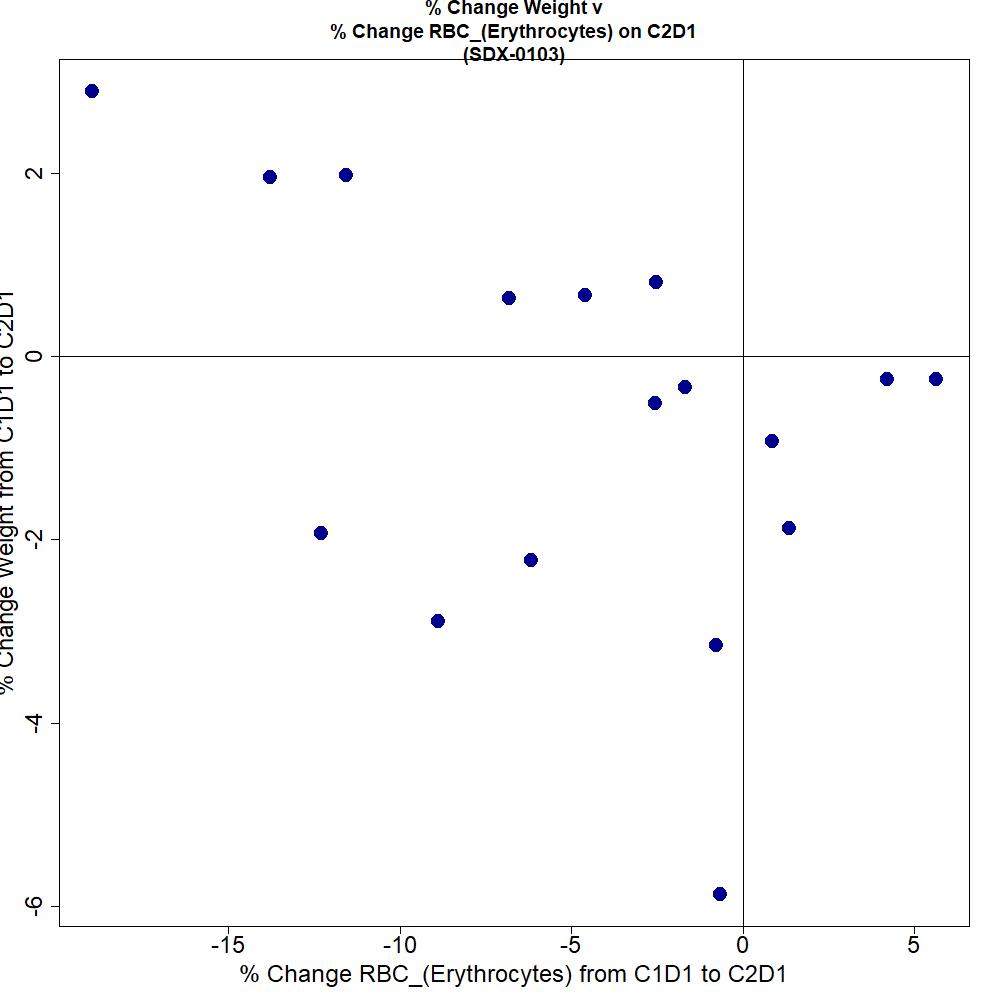 % Change Weight v
% Change RBC_(Erythrocytes) on C2D1
(SDX-0103)
% Change Weight from C1D1 to C2D1
2
0
-2
-4
-6
-15
-10
-5
0
5
% Change RBC_(Erythrocytes) from C1D1 to C2D1